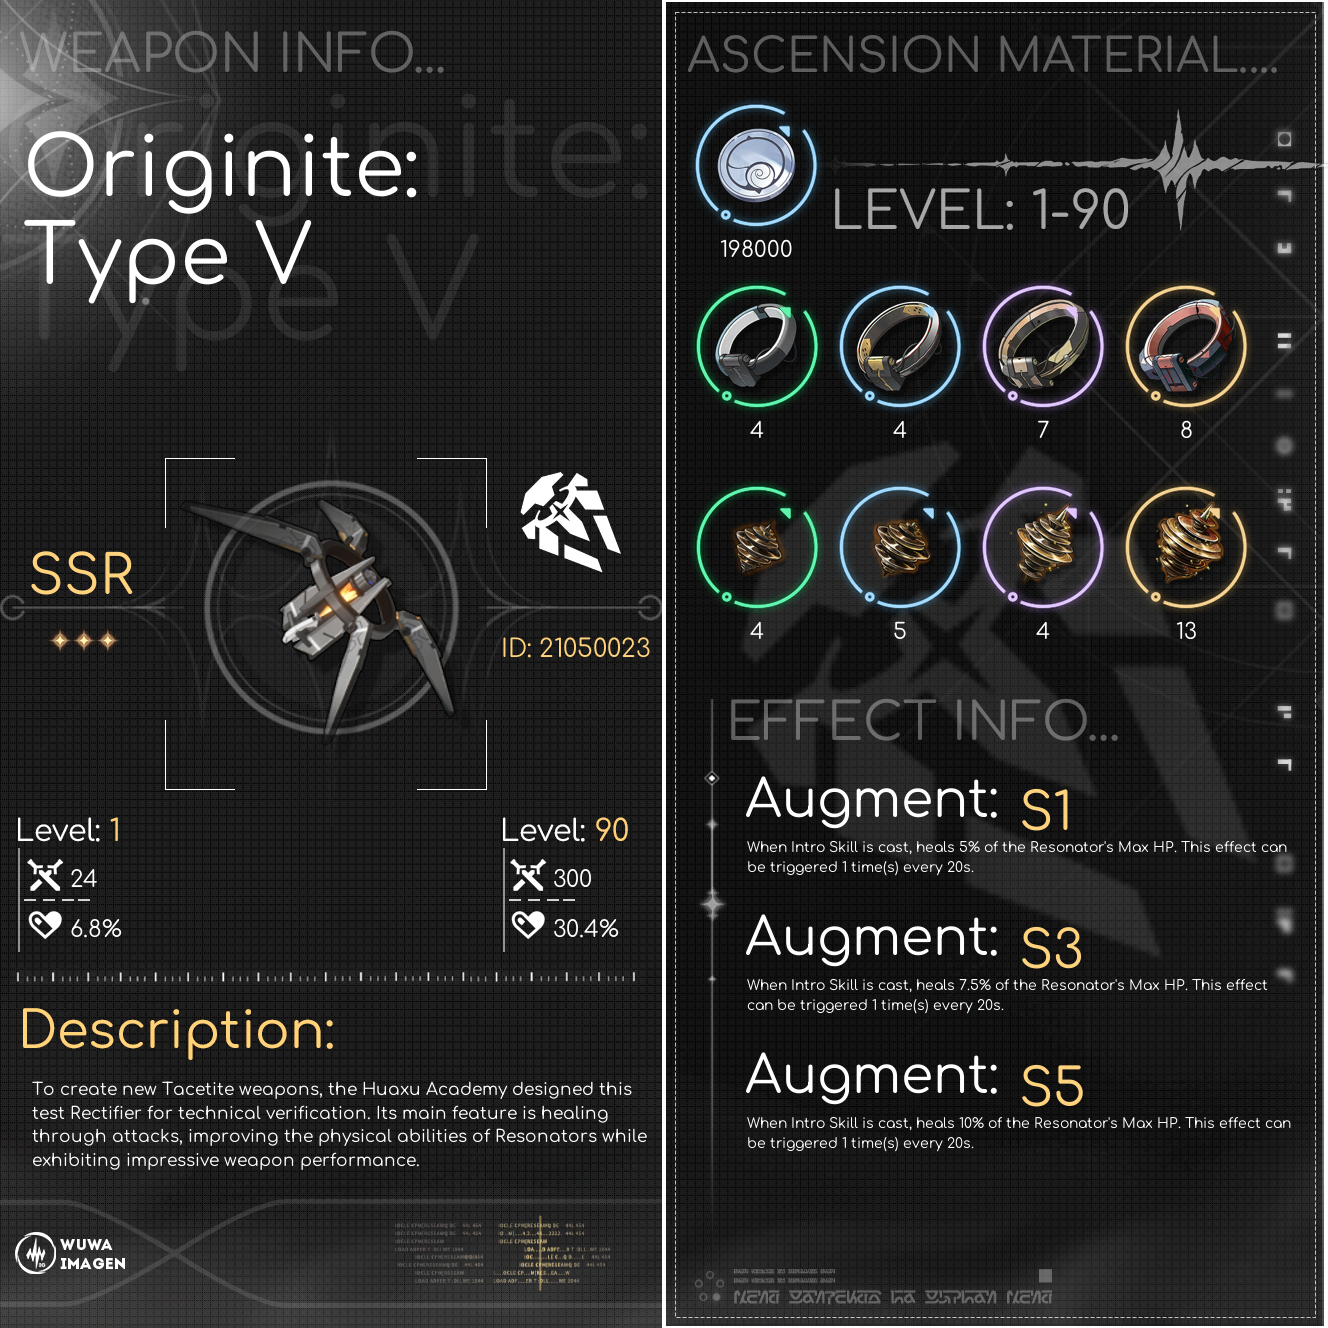 WEAPON INFO...
Originite:
Type V
SSR
ID: 21050023
Level: 1
24
6.8%
Level: 90
300
30.4%
Description:
To create new Tacetite weapons, the Huaxu Academy designed this
test Rectifier for technical verification. Its main feature is healing
through attacks, improving the physical abilities of Resonators while
exhibiting impressive weapon performance.
WUWA
IMAGEN
ASCENSION MATERIAL....
LEVEL: 1-90
198000
4 4 7 8
4 5 4 13
EFFECT INFO...
Augment: S1
When Intro Skill is cast, heals 5% of the Resonator's Max HP. This effect can
be triggered 1 time(s) every 20s.
Augment: S3
When Intro Skill is cast, heals 7.5% of the Resonator's Max HP. This effect
can be triggered 1 time(s) every 20s.
Augment: S5
When Intro Skill is cast, heals 10% of the Resonator's Max HP. This effect can
be triggered 1 time(s) every 20s.